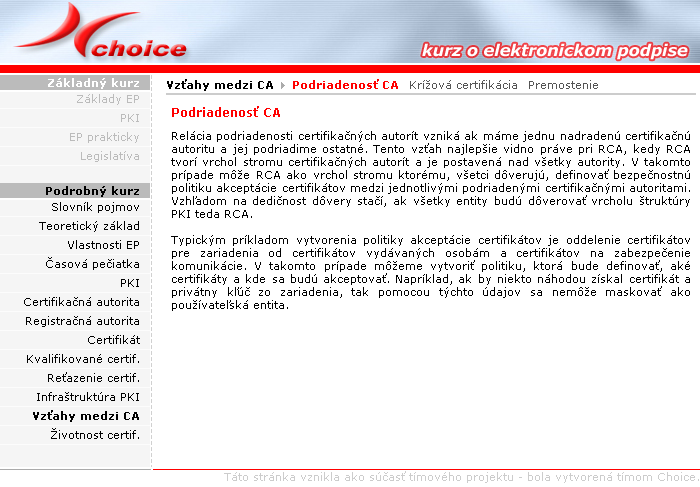 choice
kurz o elektronickom podpise
Základný kurz
Základy EP
PKI
EP prakticky
Legislatíva
Podrobný kurz
Slovník pojmov
Teoretický základ
Vlastnosti EP
Časová pečiatka
PKI
Certifikačná autorita
Registračná autorita
Certifikát
Kvalifikované certif.
Reťazenie certif.
Infraštruktúra PKI
Vzťahy medzi CA
Životnost certif.
Vzťahy medzi CA Podriadenosť CA Krížová certifikácia Premostenie
Podriadenosť CA
Relácia podriadenosti certifikačných autorít vzniká ak máme jednu nadradenú certifikačnú
autoritu a jej podriadime ostatné. Tento vzťah najlepšie vidno práve pri RCA, kedy RCA
tvorí vrchol stromu certifikačných autorít a je postavená nad všetky autority. V takomto
prípade môže RCA ako vrchol stromu ktorému, všetci dôverujú, definovať bezpečnostnú
politiku akceptácie certifikátov medzi jednotlivými podriadenými certifikačnými autoritami.
Vzhľadom na dedičnost dôvery stačí, ak všetky entity budú dôverovať vrcholu štruktúry
PKI teda RCA.
Typickým príkladom vytvorenia politiky akceptácie certifikátov je oddelenie certifikátov
pre zariadenia od certifikátov vydávaných osobám a certifikátov na zabezpečenie
komunikácie. V takomto prípade môžeme vytvoriť politiku, ktorá bude definovať, aké
certifikáty a kde sa budú akceptovať. Napríklad, ak by niekto náhodou získal certifikát a
privátny kľúč zo zariadenia, tak pomocou týchto údajov sa nemôže maskovať ako
používateľská entita.
Táto stránka vznikla ako súčasť tímového projektu - bola vytvorená tímom Choice.